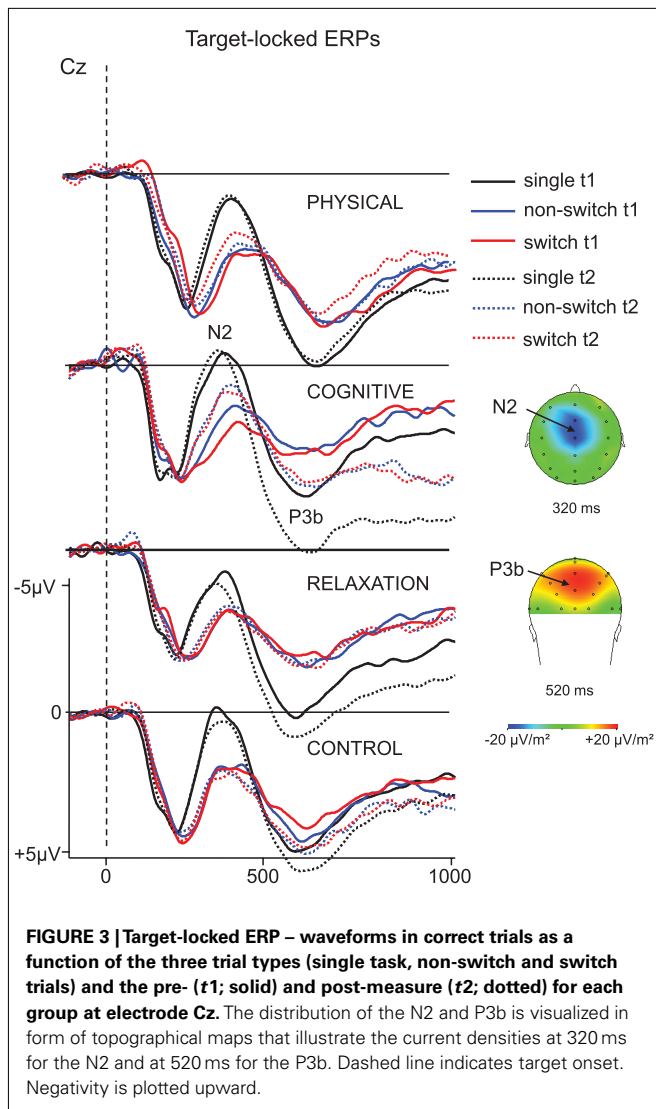 Target-locked ERPs
Cz
PHYSICAL
single t1
non-switch t1
switch t1
single t2
non-switch t2
switch t2
N2
COGNITIVE
N2
320 ms
P3b
RELAXATION
-5µV
P3b
520 ms
0
-20 µV/m² +20 µV/m²
CONTROL
+5µV
0 500 1000
FIGURE 3 | Target-locked ERP – waveforms in correct trials as a
function of the three trial types (single task, non-switch and switch
trials) and the pre- (t1; solid) and post-measure (t2; dotted) for each
group at electrode Cz. The distribution of the N2 and P3b is visualized in
form of topographical maps that illustrate the current densities at 320 ms
for the N2 and at 520 ms for the P3b. Dashed line indicates target onset.
Negativity is plotted upward.